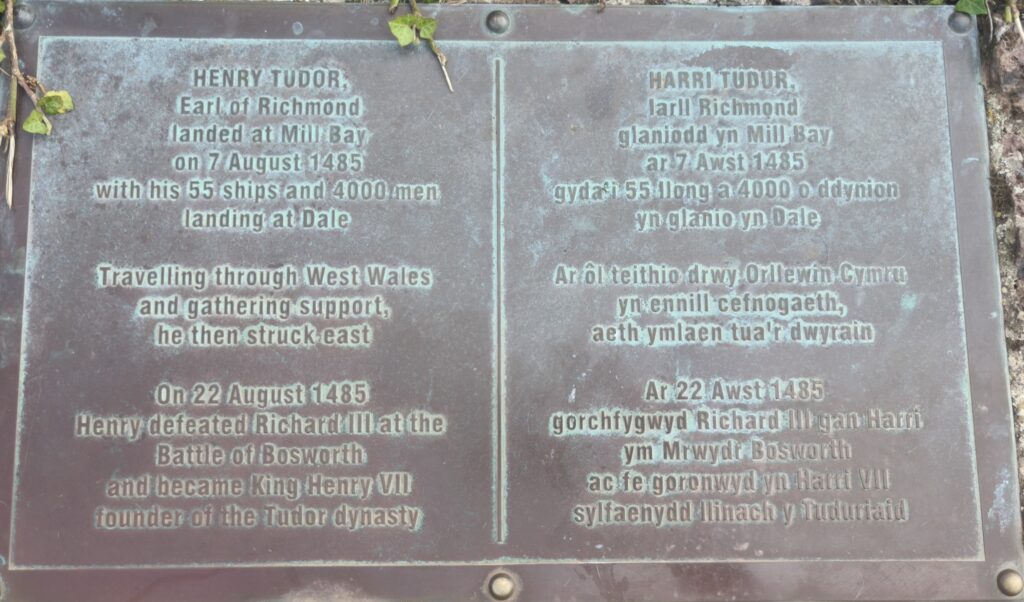 HENRY TUDOR,
Earl of Richmond
landed at Mill Bay
on 7 August 1485
with his 55 ships and 4000 men
landing at Dale
Travelling through West Wales
and gathering support,
he then struck east
On 22 August 1485
Henry defeated Richard III at the
Battle of Bosworth
and became King Henry VII
founder of the Tudor dynasty
HARRI TUDUR,
Iarll Richmond
glaniodd yn Mill Bay
ar 7 Awst 1485
gyda'i 55 llong a 4000 o ddynion
yn glanio yn Dale
Ar ôl teithio drwy Orllewin Cymru
yn ennill cefnogaeth,
aeth ymlaen tua'r dwyrain
Ar 22 Awst 1485
gorchfygwyd Richard III gan Harri
ym Mrwydr Bosworth
ac fe goronwyd yn Harri VII
sylfaenydd llinach y Tuduriaid